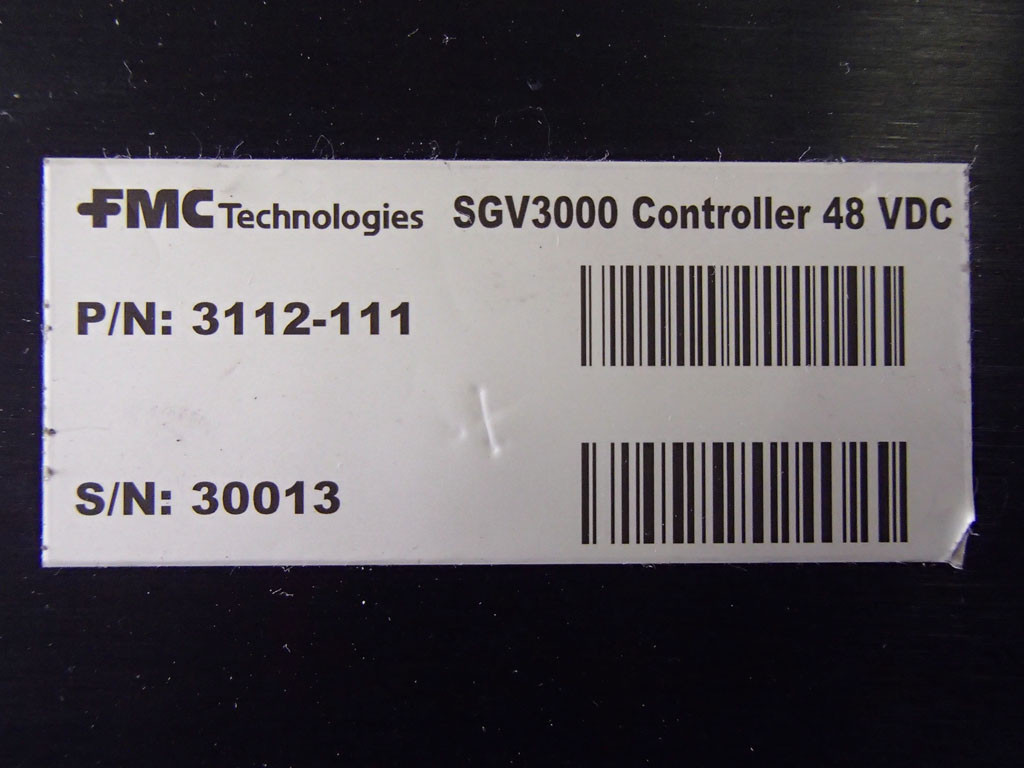 FMC Technologies SGV3000 Controller 48 VDC
P/N: 3112-111
S/N: 30013